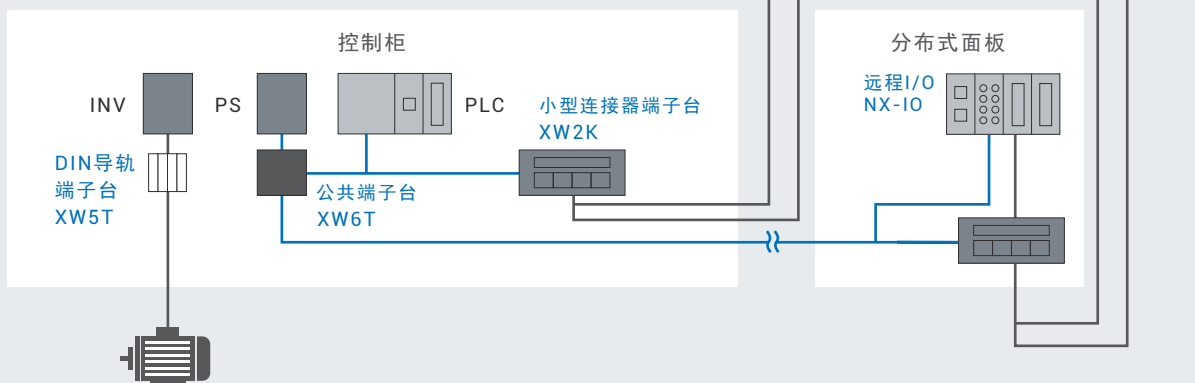 控制柜
分布式面板
INV
PS
PLC
小型连接器端子台
XW2K
远程I/O
NX-IO
DIN导轨
端子台
XW5T
公共端子台
XW6T